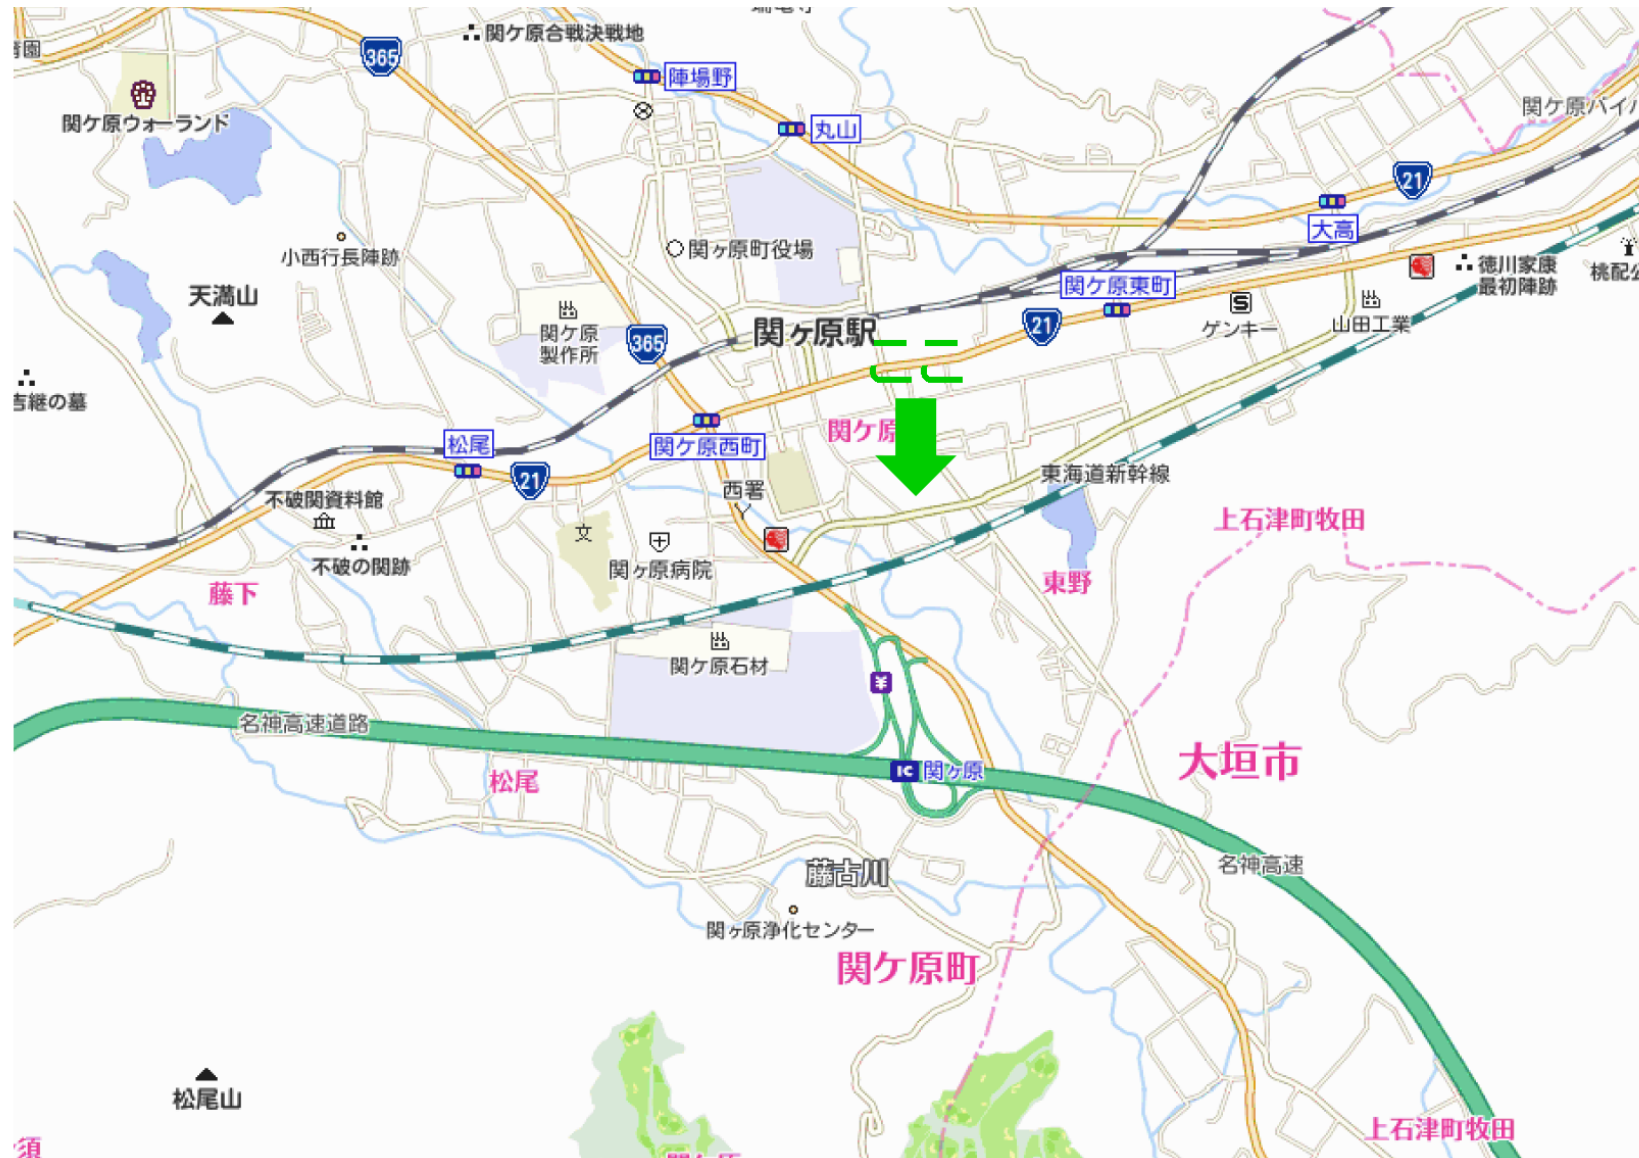 関ケ原合戦決戦地
365
陣場野
関ケ原ウォーランド
丸山
関ケ原バイパ
21
大高
小西行長陣跡
関ヶ原町役場
天満山
関ケ原東町
徳川家康
最初陣跡
桃配公
関ケ原
製作所
365
関ヶ原駅
21
S
ゲンキー
山田工業
吉継の墓
松尾
関ケ原西町
関ケ原
21
東海道新幹線
西署
不破関資料館
文
上石津町牧田
不破の関跡
関ヶ原病院
藤下
東野
関ケ原石材
¥
名神高速道路
松尾
IC
関ヶ原
大垣市
名神高速
藤古川
関ヶ原浄化センター
関ケ原町
松尾山
上石津町牧田
須